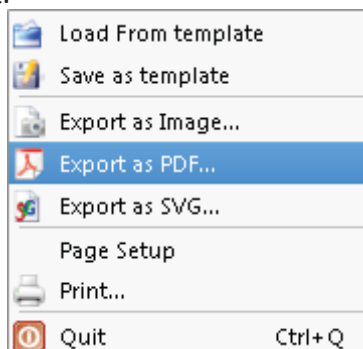 Load From template
Save as template
Export as Image...
Export as PDF...
Export as SVG...
Page Setup
Print...
Quit Ctrl+Q